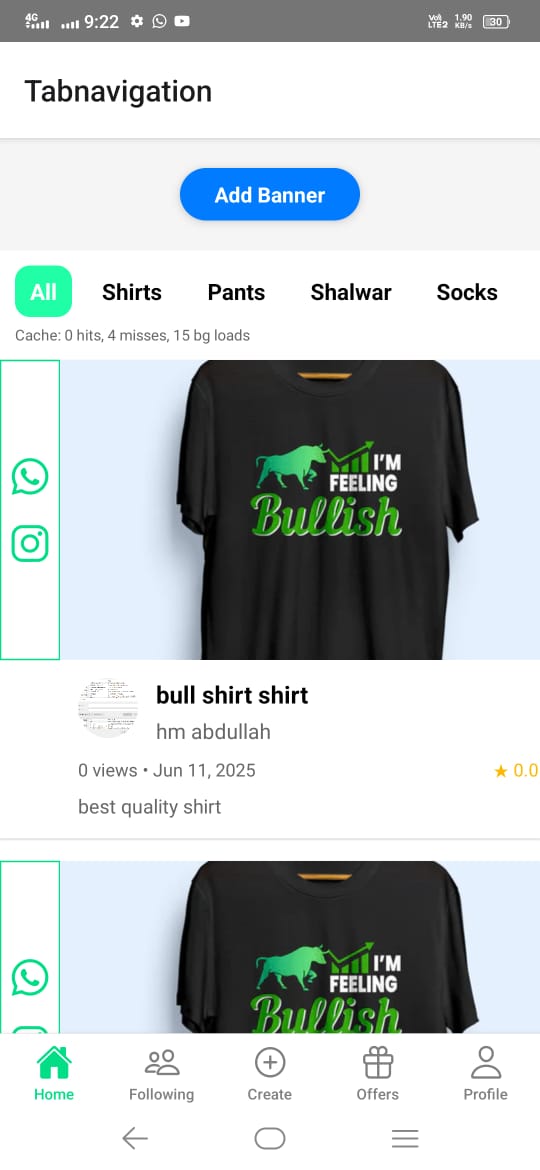 4G 9:22 Vo) LTE2 1.90 KB/s 30
Tabnavigation
Add Banner
All Shirts Pants Shalwar Socks
Cache: 0 hits, 4 misses, 15 bg loads
I'M
FEELING
Bullish
bull shirt shirt
hm abdullah
0 views • Jun 11, 2025 ★ 0.0
best quality shirt
I'M
FEELING
Bullish
Home Following Create Offers Profile